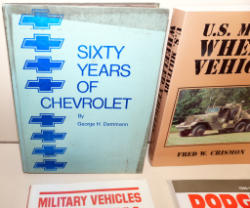 SIXTY
YEARS
OF
CHEVROLET
By
George H. Dammann
U.S. M
WHE
VEHIC
FRED W. CRISMON
MILITARY VEHICLES
DODG